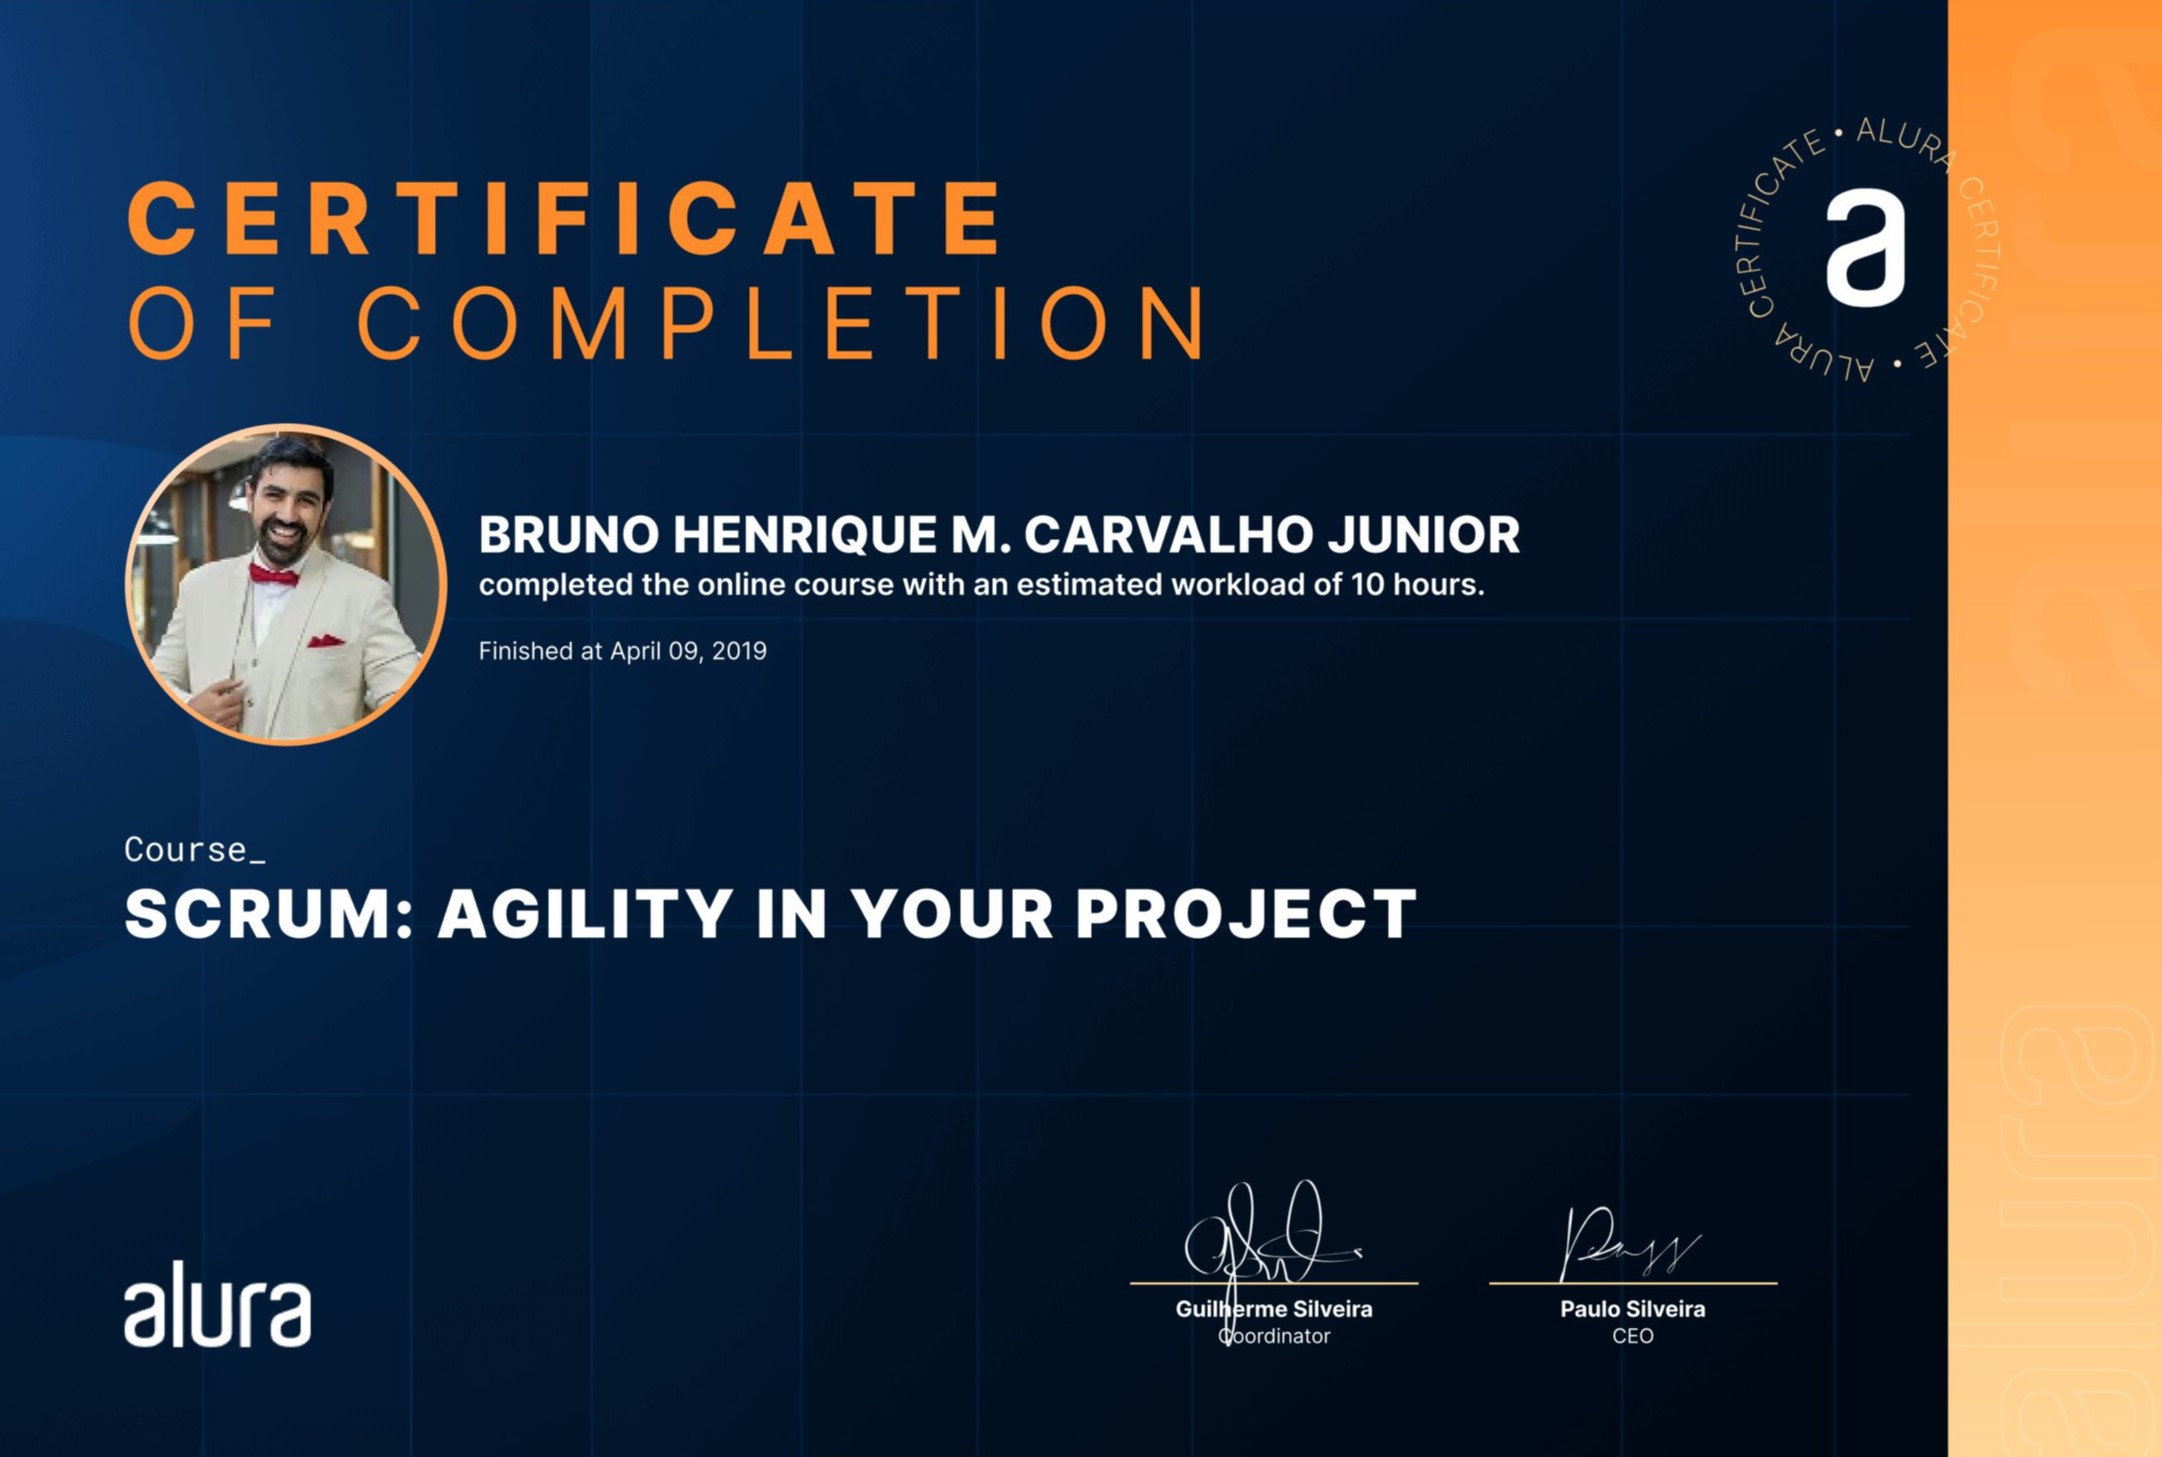 CERTIFICATE
OF COMPLETION
ALURA CERTIFICATE • ALURA CERTIFICATE •
a
BRUNO HENRIQUE M. CARVALHO JUNIOR
completed the online course with an estimated workload of 10 hours.
Finished at April 09, 2019
Course_
SCRUM: AGILITY IN YOUR PROJECT
alura
Guilherme Silveira
Coordinator
Paulo Silveira
CEO
alura
alura